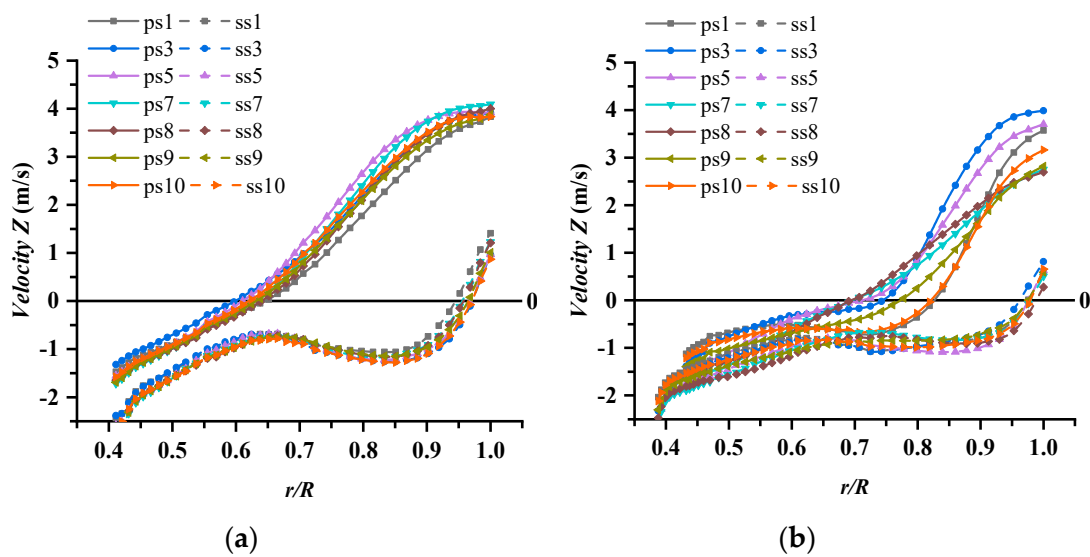 ps1 ss1
ps3 ss3
ps5 ss5
ps7 ss7
ps8 ss8
ps9 ss9
ps10 ss10
Velocity Z (m/s)
5
4
3
2
1
0
-1
-2
0
0.4 0.5 0.6 0.7 0.8 0.9 1.0
r/R
(a)
ps1 ss1
ps3 ss3
ps5 ss5
ps7 ss7
ps8 ss8
ps9 ss9
ps10 ss10
Velocity Z (m/s)
5
4
3
2
1
0
-1
-2
0
0.4 0.5 0.6 0.7 0.8 0.9 1.0
r/R
(b)